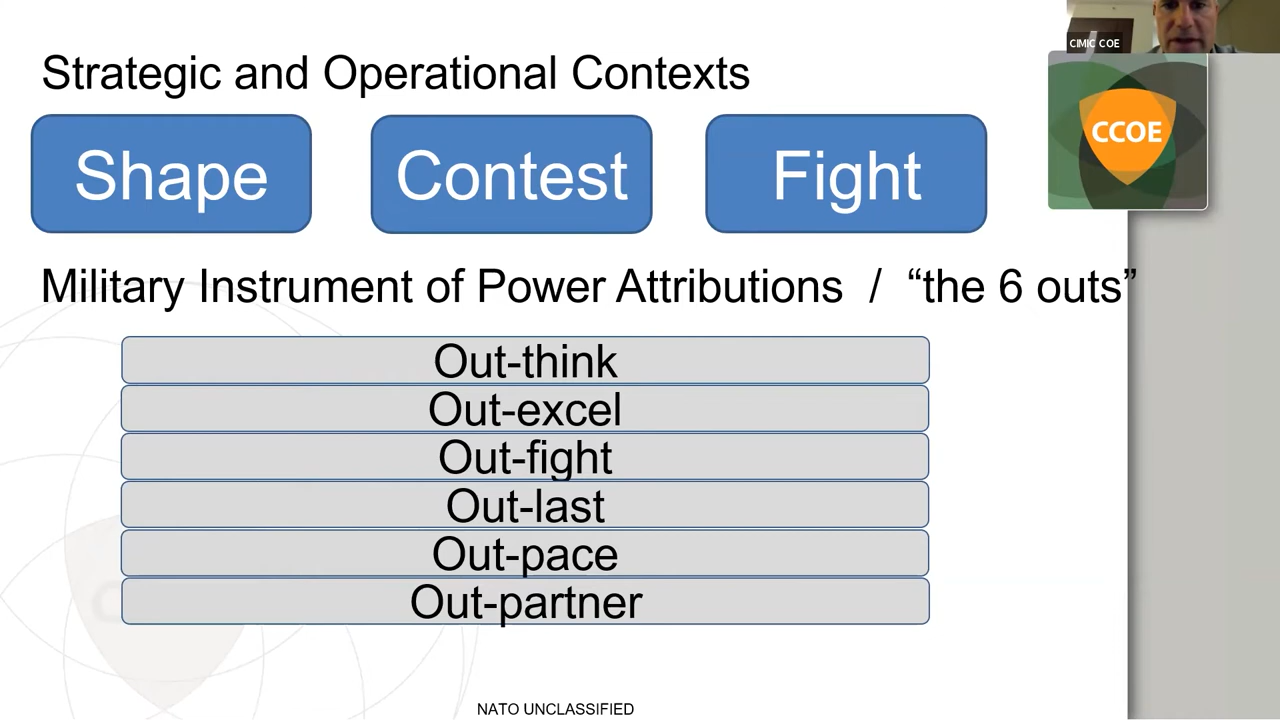 CIMIC COE
Strategic and Operational Contexts
CCOE
Shape
Contest
Fight
Military Instrument of Power Attributions / “the 6 outs”
Out-think
Out-excel
Out-fight
Out-last
Out-pace
Out-partner
NATO UNCLASSIFIED